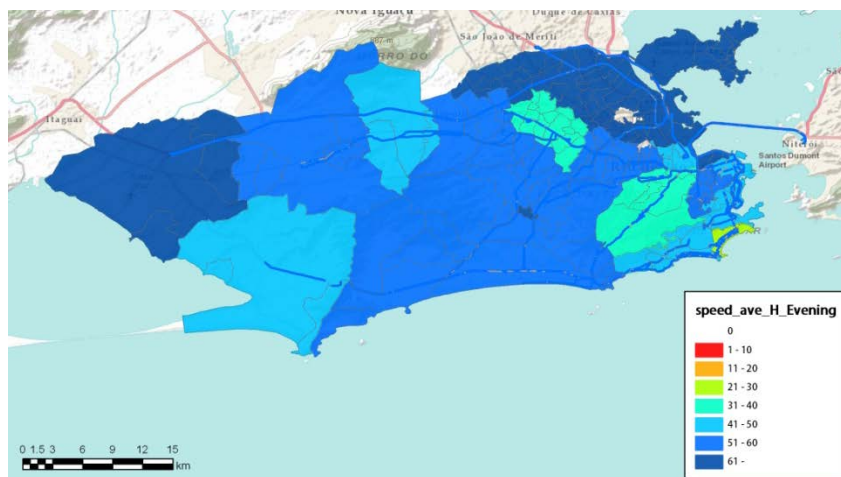 Nova Iguaçu
Duque de Caxias
São João de Meriti
Itaguaí
Niterói
Santos Dumont
Airport
speed_ave_H_Evening
0
1 - 10
11 - 20
21 - 30
31 - 40
41 - 50
51 - 60
61 -
0 1.5 3 6 9 12 15
km